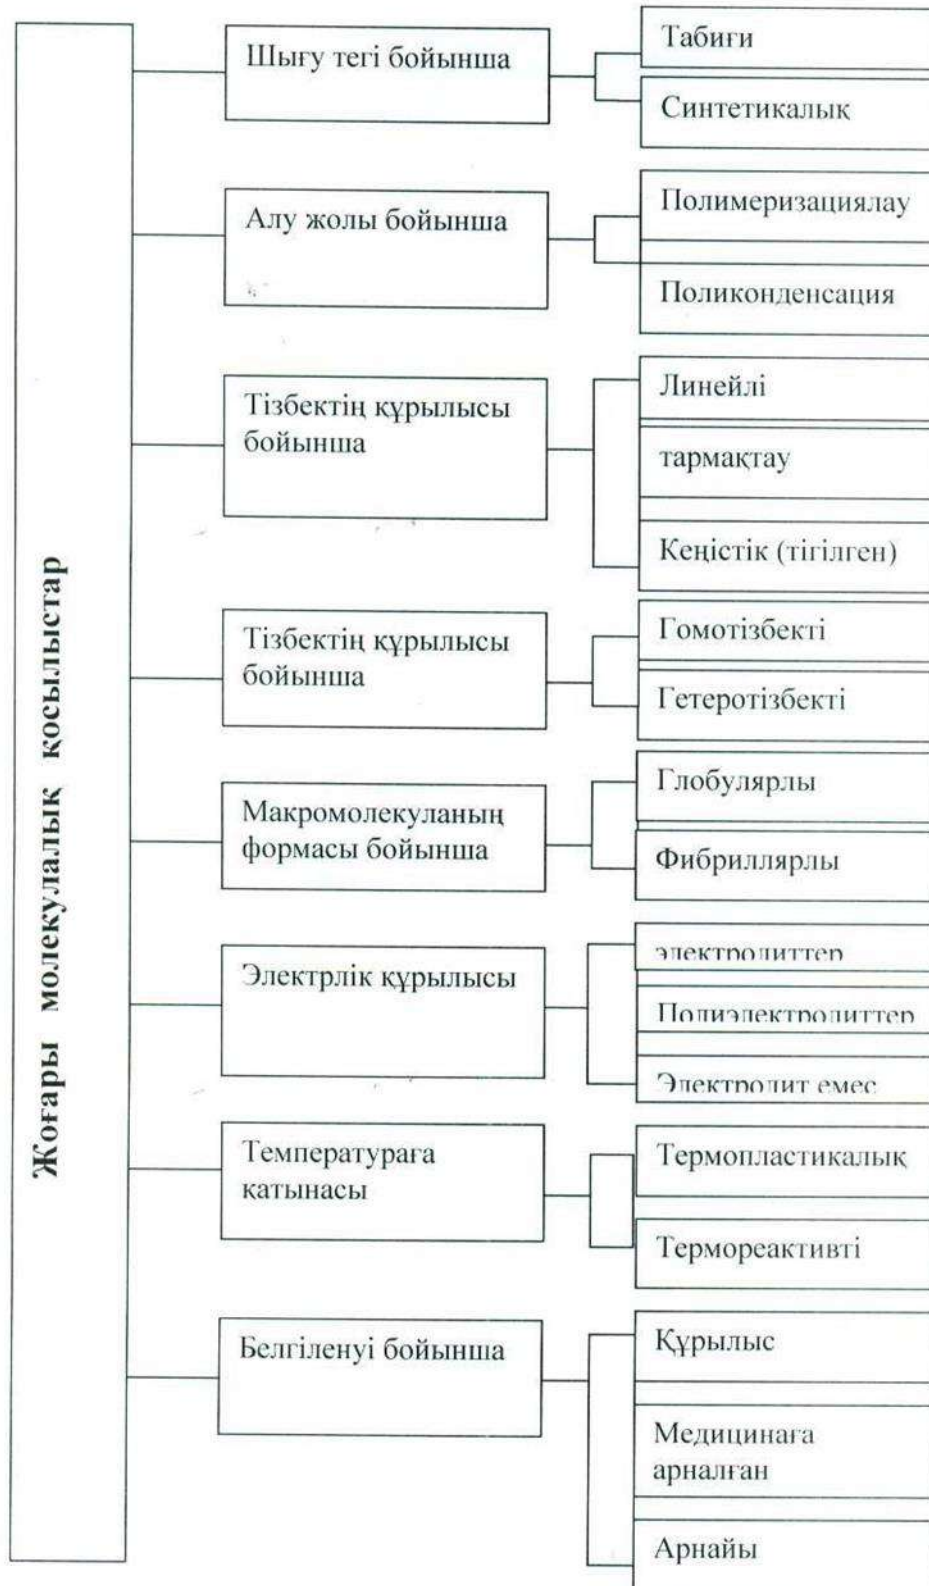 Жоғары молекулалық қосылыстар
Шығу тегі бойынша
Табиғи
Синтетикалық
Алу жолы бойынша
Полимеризациялау
Поликонденсация
Тізбектің құрылысы
бойынша
Линейлі
тармақтау
Кеңістік (тігілген)
Тізбектің құрылысы
бойынша
Гомотізбекті
Гетеротізбекті
Макромолекуланың
формасы бойынша
Глобулярлы
Фибриллярлы
Электрлік құрылысы
электролиттер
Полиэлектролиттер
Электролит емес
Температураға
қатынасы
Термопластикалық
Термореактивті
Белгіленуі бойынша
Құрылыс
Медицинаға
арналған
Арнайы